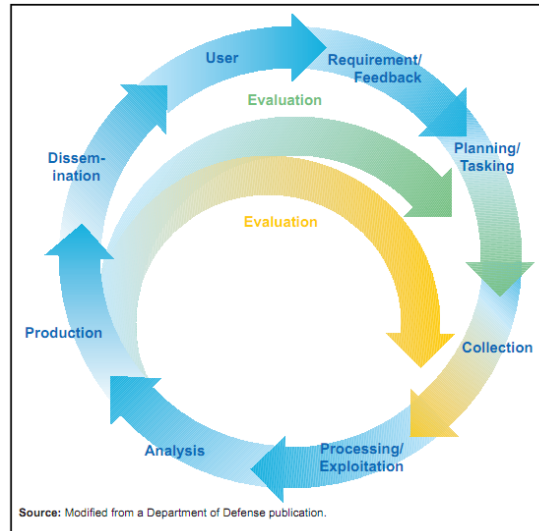 User
Requirement/
Feedback
Evaluation
Planning/
Tasking
Dissem-
ination
Evaluation
Production
Collection
Analysis
Processing/
Exploitation
Source: Modified from a Department of Defense publication.